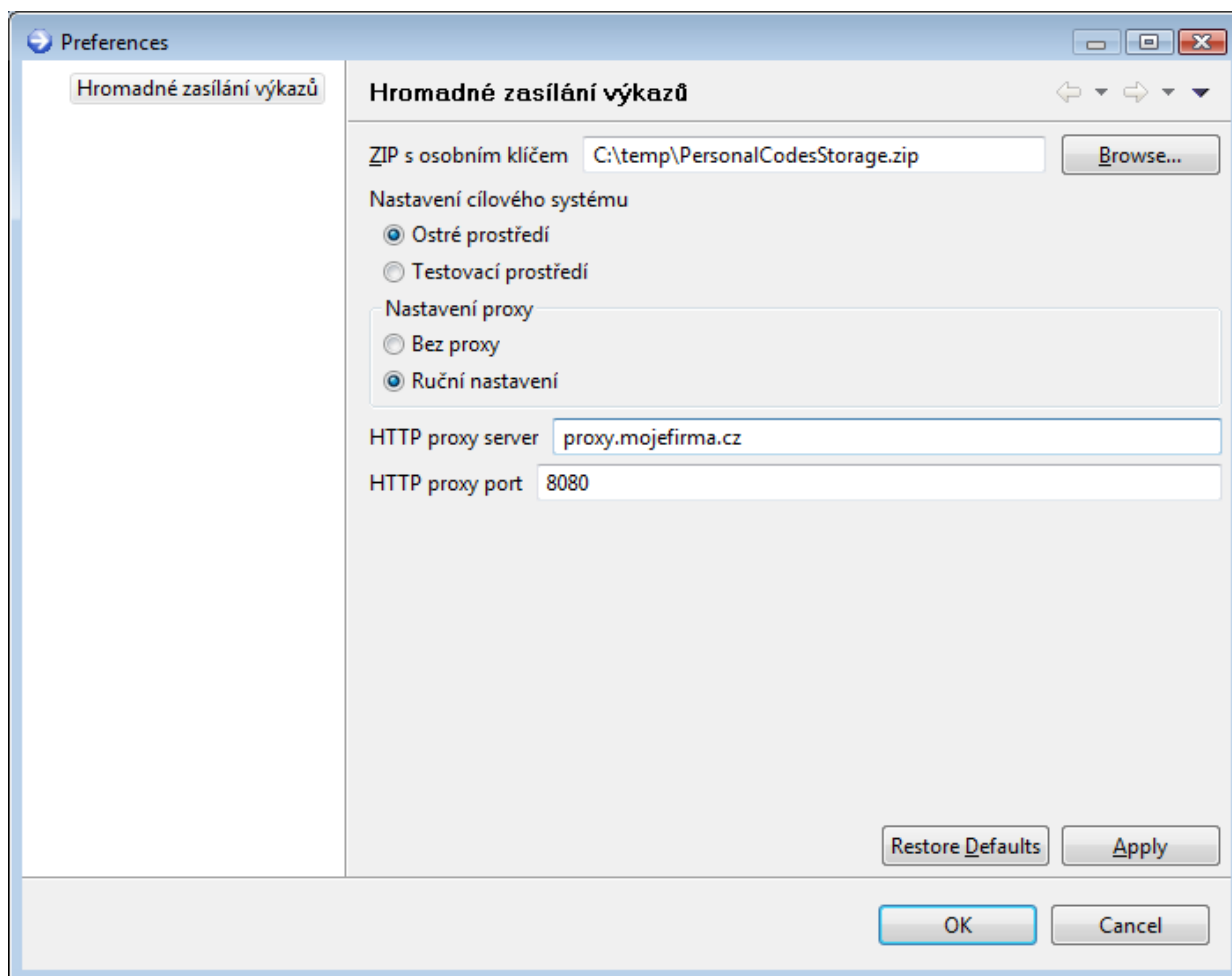 Preferences
Hromadné zasílání výkazů
Hromadné zasílání výkazů
ZIP s osobním klíčem C:\temp\PersonalCodesStorage.zip Browse...
Nastavení cílového systému
Ostré prostředí
Testovací prostředí
Nastavení proxy
Bez proxy
Ruční nastavení
HTTP proxy server proxy.mojefirma.cz
HTTP proxy port 8080
Restore Defaults Apply
OK Cancel